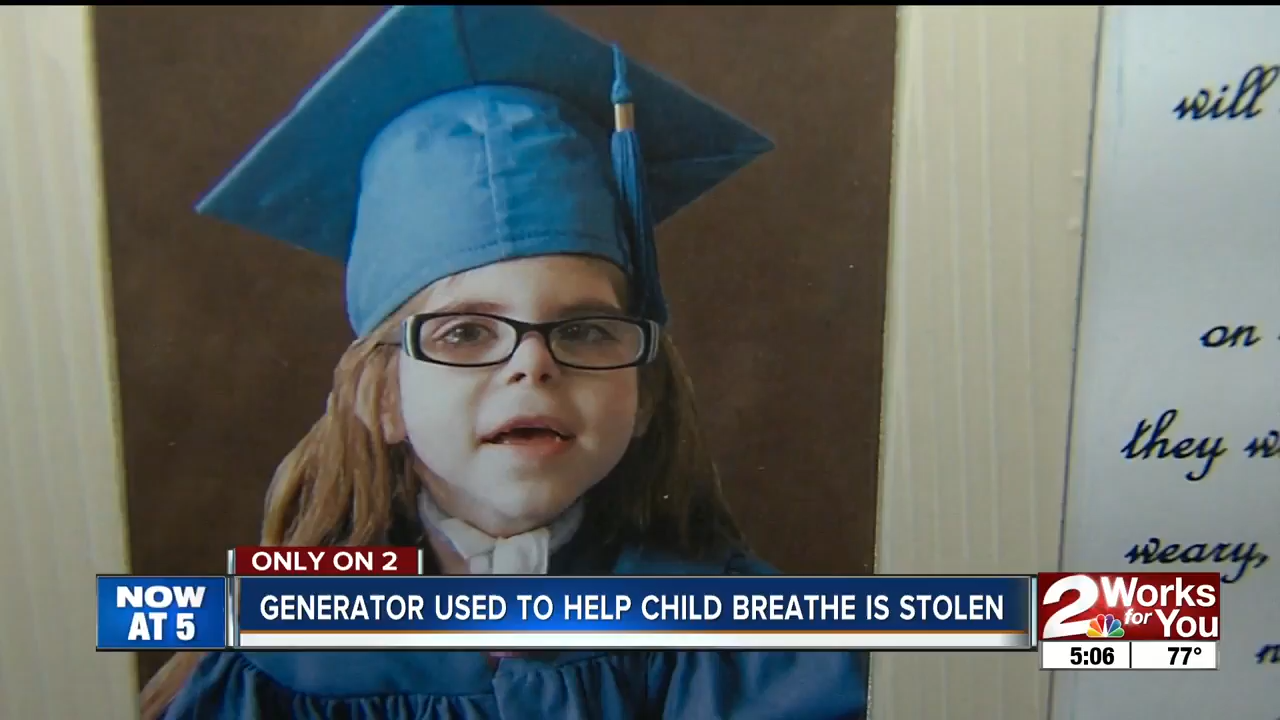 will
on
they
weary,
ONLY ON 2
NOW
AT 5
GENERATOR USED TO HELP CHILD BREATHE IS STOLEN
2 Works
for You
5:06
77°